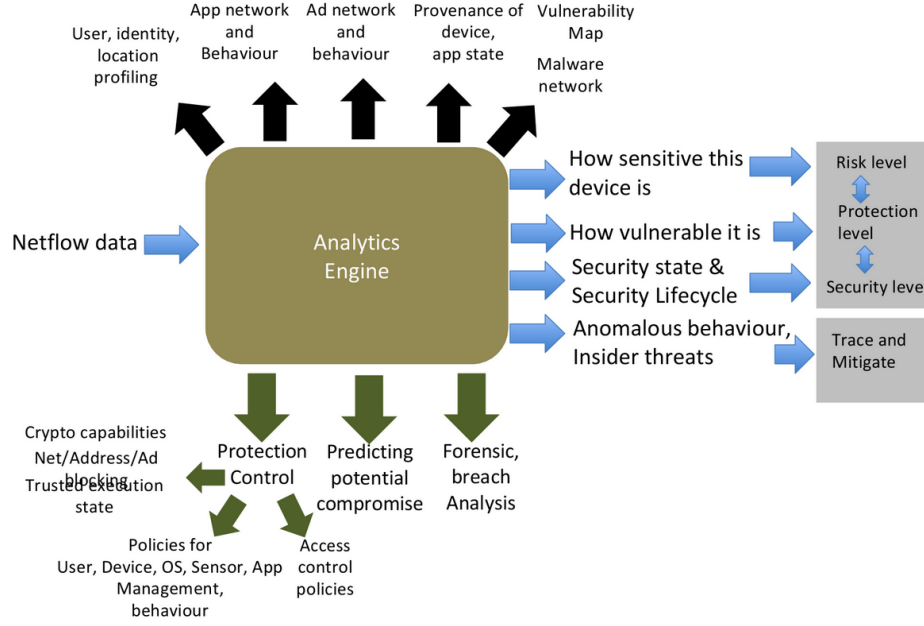 User, identity,
location
profiling
App network
and
Behaviour
Ad network
and
behaviour
Provenance of
device,
app state
Vulnerability
Map
Malware
network
Netflow data
Analytics
Engine
How sensitive this
device is
How vulnerable it is
Security state &
Security Lifecycle
Anomalous behaviour,
Insider threats
Risk level
Protection
level
Security level
Trace and
Mitigate
Protection
Control
Predicting
potential
compromise
Forensic,
breach
Analysis
Crypto capabilities
Net/Address/Ad
blocking
Trusted execution
state
Policies for
User, Device, OS, Sensor, App
Management,
behaviour
Access
control
policies